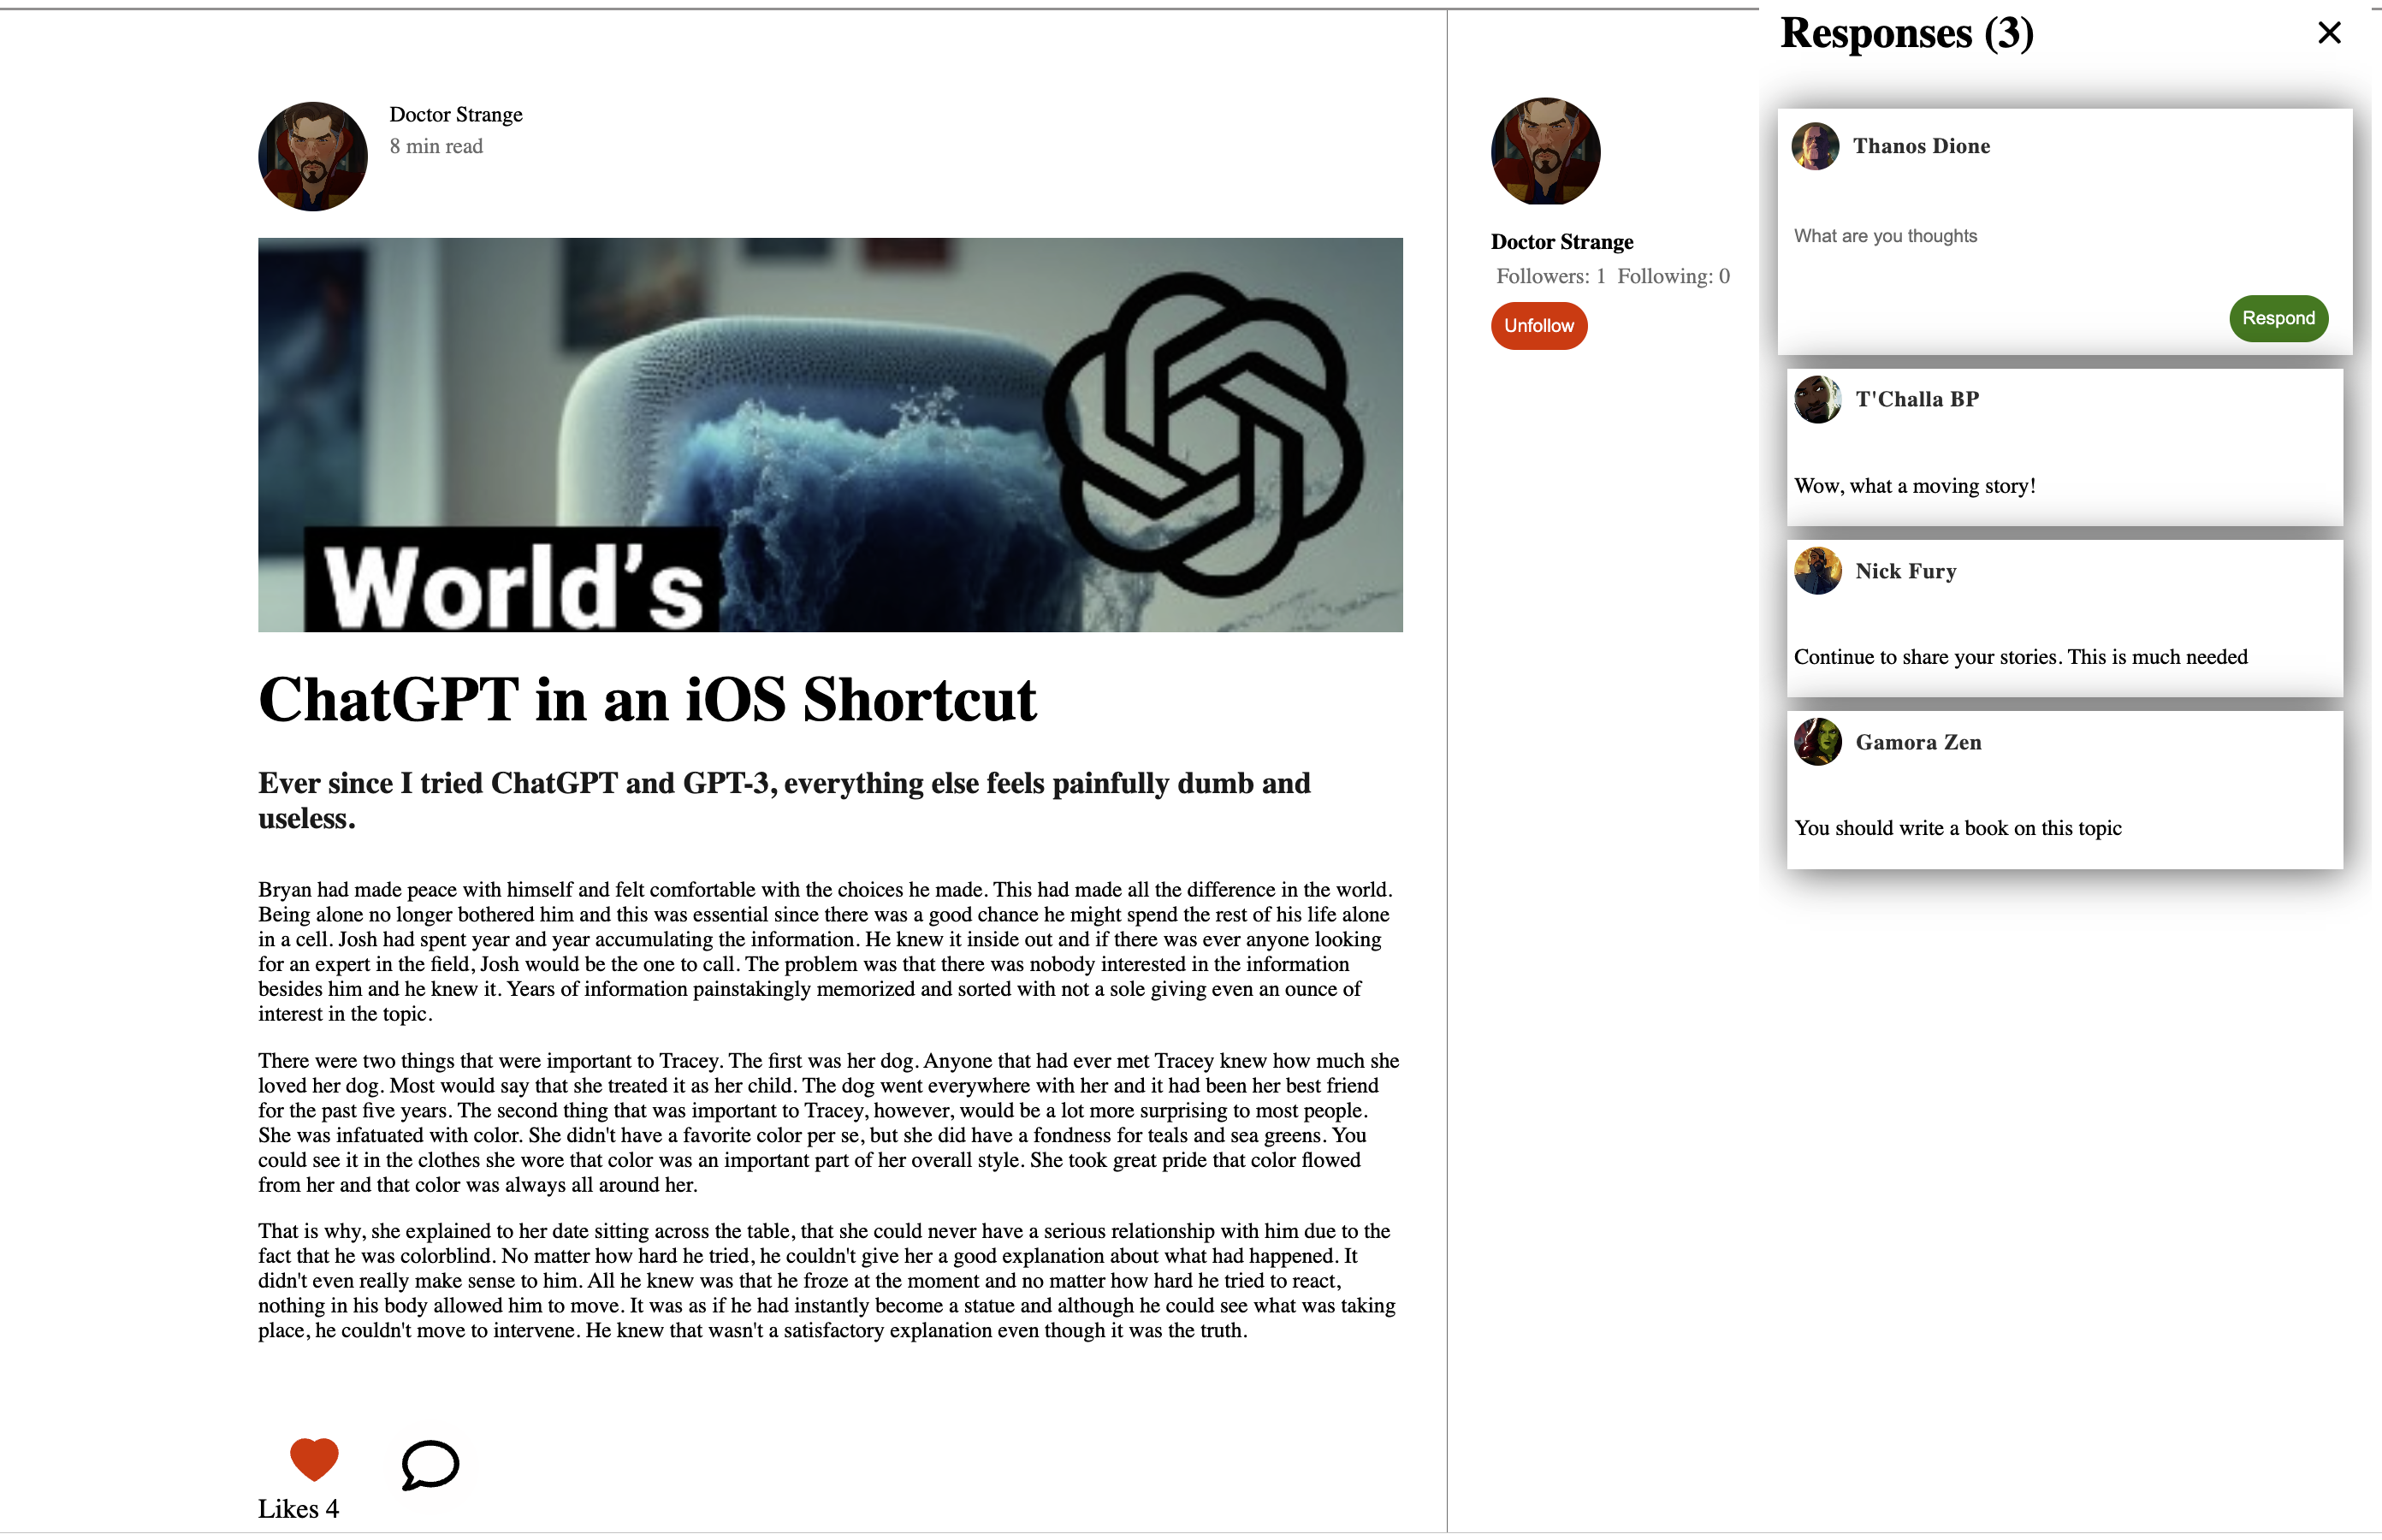 Doctor Strange
8 min read
World's
ChatGPT in an iOS Shortcut
Ever since I tried ChatGPT and GPT-3, everything else feels painfully dumb and
useless.
Bryan had made peace with himself and felt comfortable with the choices he made. This had made all the difference in the world.
Being alone no longer bothered him and this was essential since there was a good chance he might spend the rest of his life alone
in a cell. Josh had spent year and year accumulating the information. He knew it inside out and if there was ever anyone looking
for an expert in the field, Josh would be the one to call. The problem was that there was nobody interested in the information
besides him and he knew it. Years of information painstakingly memorized and sorted with not a sole giving even an ounce of
interest in the topic.
There were two things that were important to Tracey. The first was her dog. Anyone that had ever met Tracey knew how much she
loved her dog. Most would say that she treated it as her child. The dog went everywhere with her and it had been her best friend
for the past five years. The second thing that was important to Tracey, however, would be a lot more surprising to most people.
She was infatuated with color. She didn't have a favorite color per se, but she did have a fondness for teals and sea greens. You
could see it in the clothes she wore that color was an important part of her overall style. She took great pride that color flowed
from her and that color was always all around her.
That is why, she explained to her date sitting across the table, that she could never have a serious relationship with him due to the
fact that he was colorblind. No matter how hard he tried, he couldn't give her a good explanation about what had happened. It
didn't even really make sense to him. All he knew was that he froze at the moment and no matter how hard he tried to react,
nothing in his body allowed him to move. It was as if he had instantly become a statue and although he could see what was taking
place, he couldn't move to intervene. He knew that wasn't a satisfactory explanation even though it was the truth.
Likes 4
Doctor Strange
Followers: 1 Following: 0
Unfollow
Responses (3)
Thanos Dione
What are you thoughts
Respond
T'Challa BP
Wow, what a moving story!
Nick Fury
Continue to share your stories. This is much needed
Gamora Zen
You should write a book on this topic